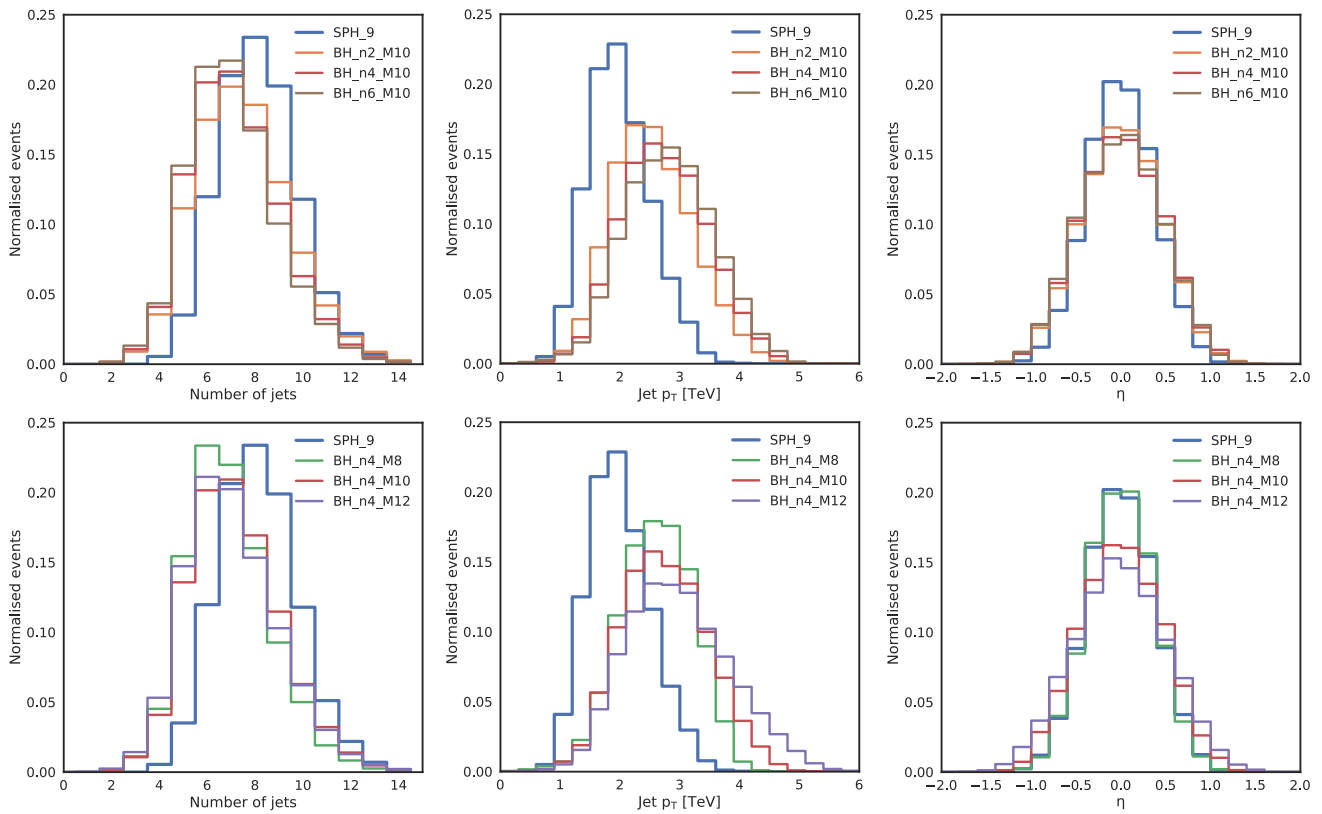 0.25
0.20
0.15
0.10
0.05
0.00
Normalised events
0 2 4 6 8 10 12 14
Number of jets
SPH_9
BH_n2_M10
BH_n4_M10
BH_n6_M10
0.25
0.20
0.15
0.10
0.05
0.00
Normalised events
0 1 2 3 4 5 6
Jet p_T [TeV]
SPH_9
BH_n2_M10
BH_n4_M10
BH_n6_M10
0.25
0.20
0.15
0.10
0.05
0.00
Normalised events
−2.0 −1.5 −1.0 −0.5 0.0 0.5 1.0 1.5 2.0
η
SPH_9
BH_n2_M10
BH_n4_M10
BH_n6_M10
0.25
0.20
0.15
0.10
0.05
0.00
Normalised events
0 2 4 6 8 10 12 14
Number of jets
SPH_9
BH_n4_M8
BH_n4_M10
BH_n4_M12
0.25
0.20
0.15
0.10
0.05
0.00
Normalised events
0 1 2 3 4 5 6
Jet p_T [TeV]
SPH_9
BH_n4_M8
BH_n4_M10
BH_n4_M12
0.25
0.20
0.15
0.10
0.05
0.00
Normalised events
−2.0 −1.5 −1.0 −0.5 0.0 0.5 1.0 1.5 2.0
η
SPH_9
BH_n4_M8
BH_n4_M10
BH_n4_M12